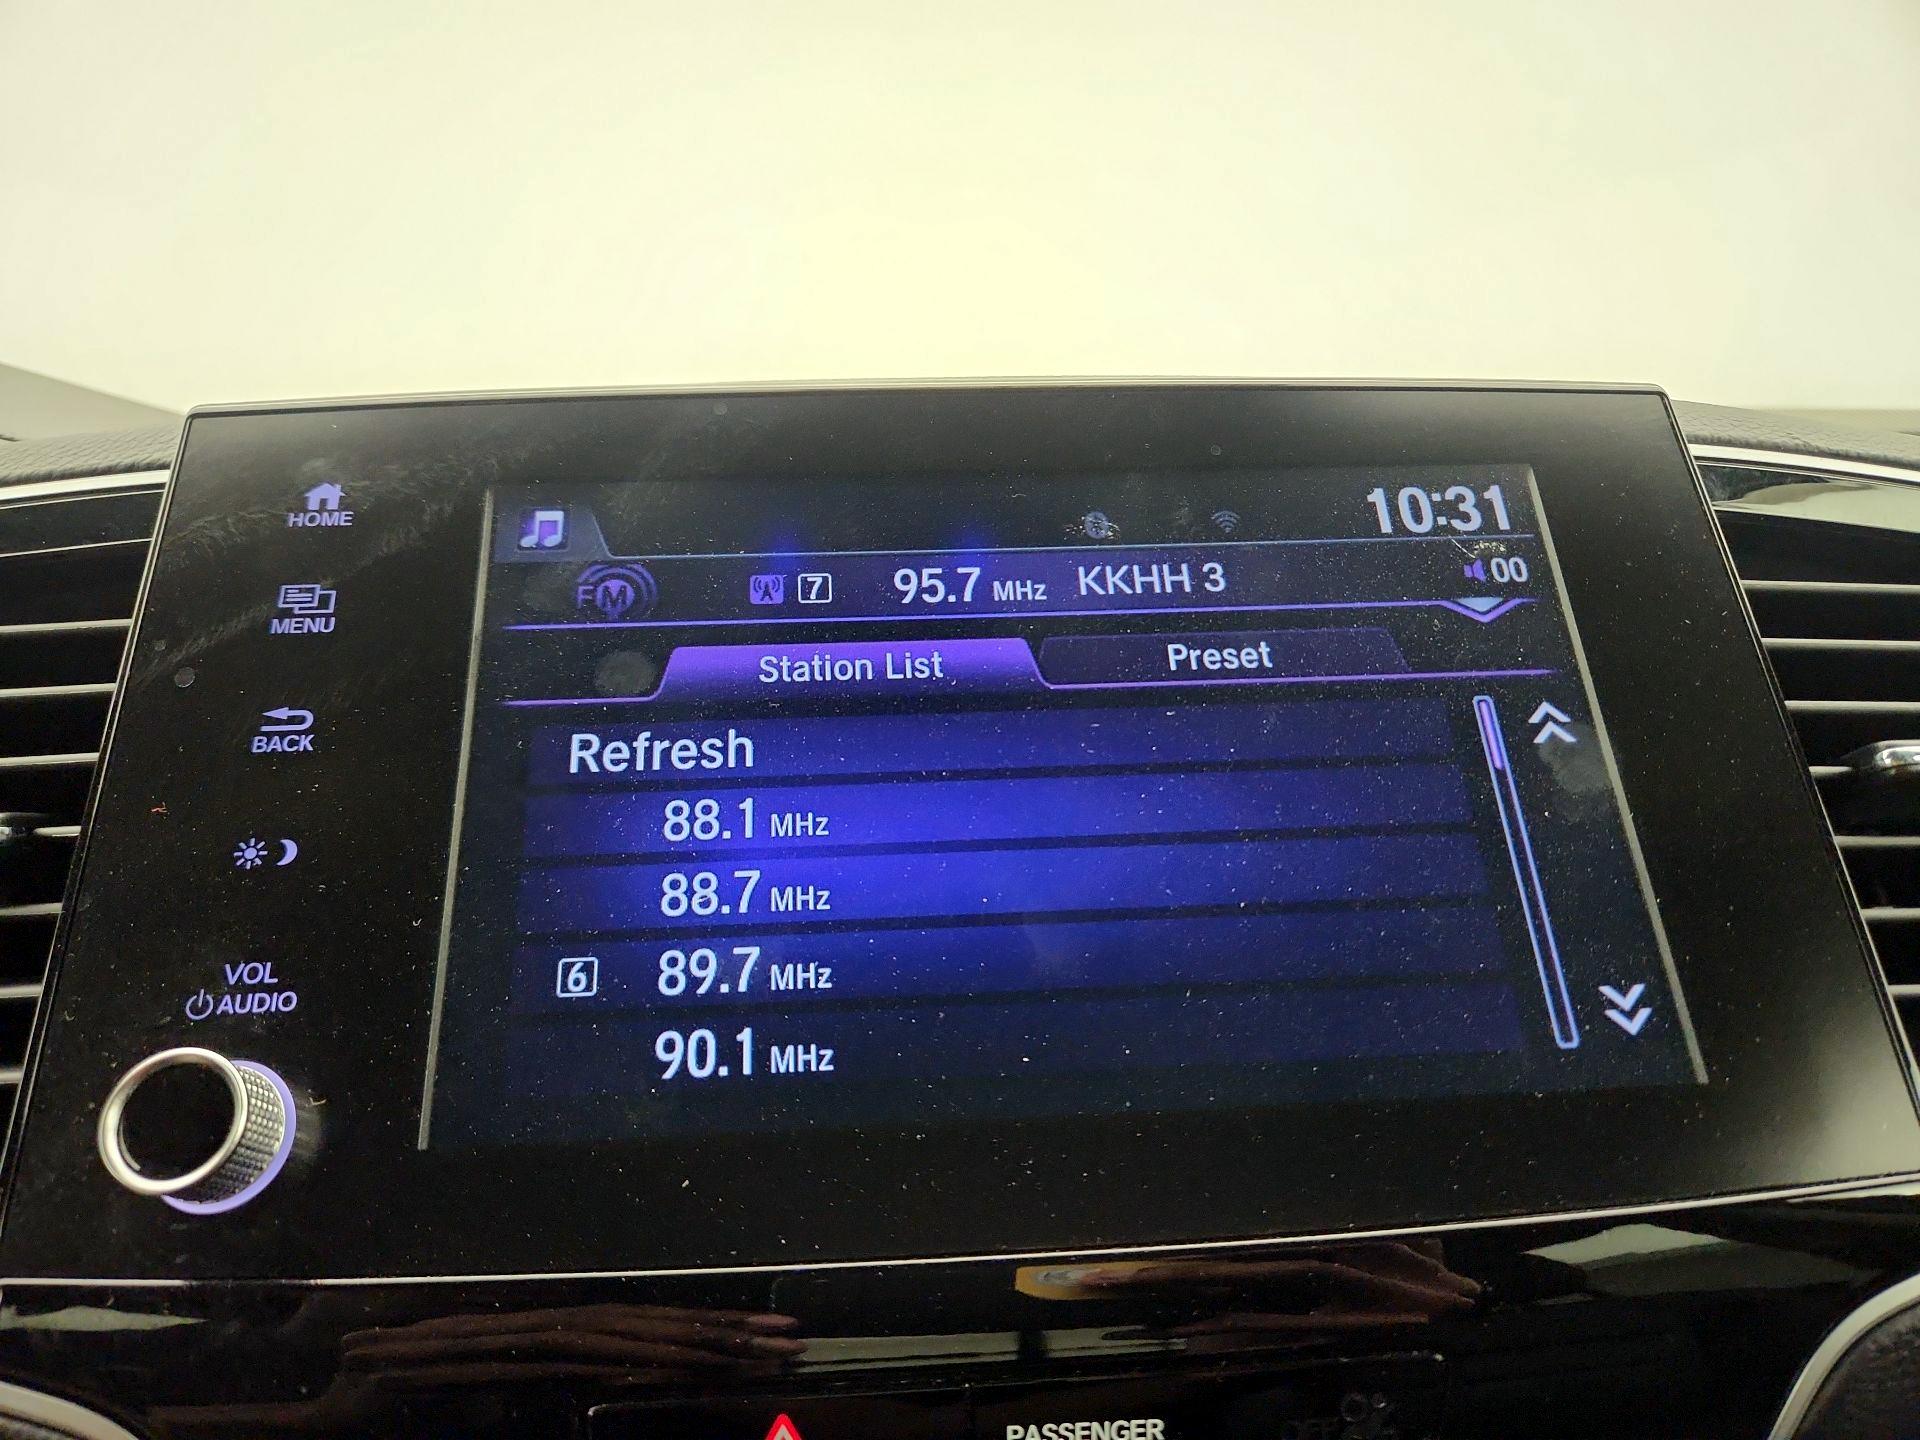 HOME
MENU
BACK
VOL
AUDIO
10:31
FM 7 95.7 MHz KKHH 3 00
Station List Preset
Refresh
88.1 MHz
88.7 MHz
6 89.7 MHz
90.1 MHz
PASSENGER OFF